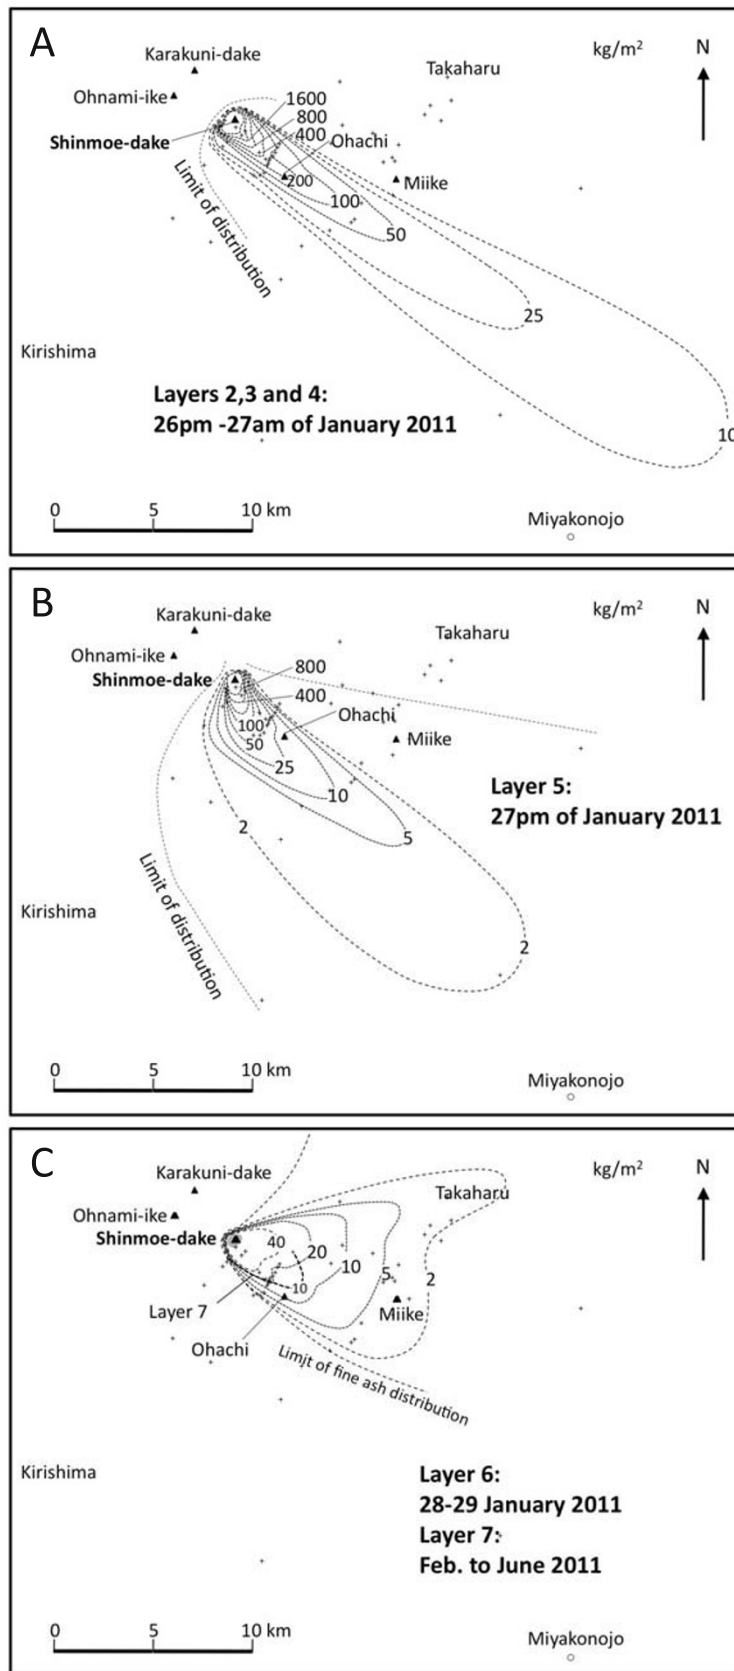 A
Karakuni-dake
kg/m²
N
Takaharu
Ohnami-ike
1600
800
400
Shinmoe-dake
Ohachi
200
Miike
100
Limit of distribution
50
25
Kirishima
Layers 2,3 and 4:
26pm -27am of January 2011
10
0 5 10 km
Miyakonojo
B
Karakuni-dake
kg/m²
N
Takaharu
Ohnami-ike
800
Shinmoe-dake
400
Ohachi
100
Miike
50
25
Layer 5:
27pm of January 2011
10
2
5
Limit of distribution
Kirishima
2
0 5 10 km
Miyakonojo
C
Karakuni-dake
kg/m²
N
Takaharu
Ohnami-ike
Shinmoe-dake
40
20
10
5
2
10
Layer 7
Miike
Ohachi
Limit of fine ash distribution
Kirishima
Layer 6:
28-29 January 2011
Layer 7:
Feb. to June 2011
0 5 10 km
Miyakonojo